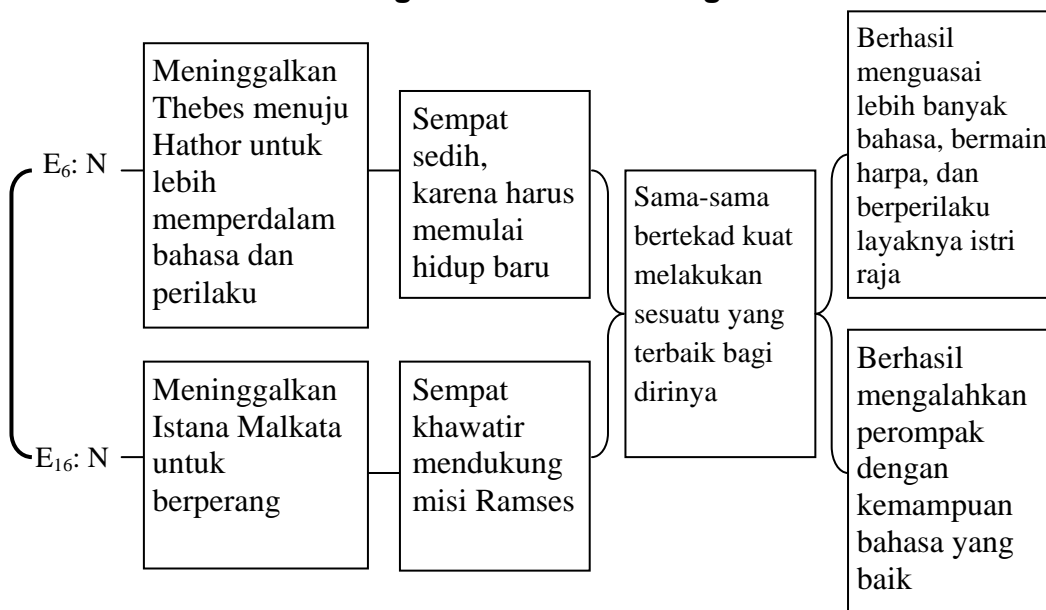 E6: N
Meninggalkan
Thebes menuju
Hathor untuk
lebih
memperdalam
bahasa dan
perilaku
Sempat
sedih,
karena harus
memulai
hidup baru
Sama-sama
bertekad kuat
melakukan
sesuatu yang
terbaik bagi
dirinya
Berhasil
menguasai
lebih banyak
bahasa, bermain
harpa, dan
berperilaku
layaknya istri
raja
E16: N
Meninggalkan
Istana Malkata
untuk
berperang
Sempat
khawatir
mendukung
misi Ramses
Berhasil
mengalahkan
perompak
dengan
kemampuan
bahasa yang
baik